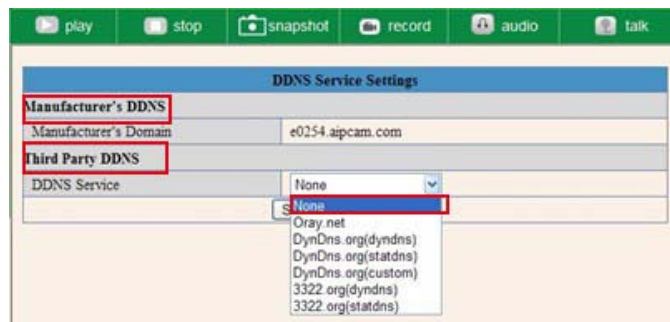 play stop snapshot record audio talk
DDNS Service Settings
Manufacturer's DDNS
Manufacturer's Domain e0254.aipcam.com
Third Party DDNS
DDNS Service None
S
None
Oray.net
DynDns.org(dyndns)
DynDns.org(statdns)
DynDns.org(custom)
3322.org(dyndns)
3322.org(statdns)